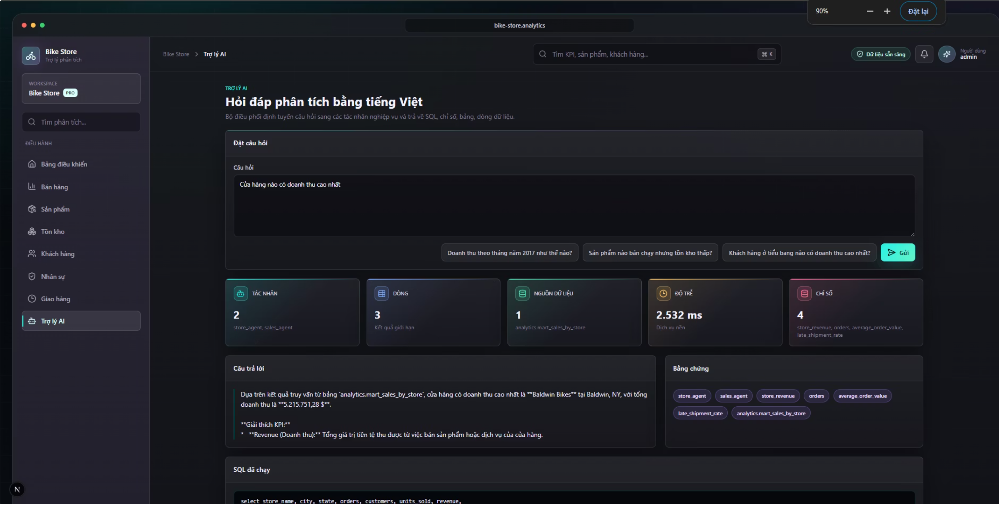 90%
Đặt lại
bike-store.analytics
Bike Store
Trợ lý phân tích
WORKSPACE
Bike Store PRO
Tìm phân tích...
ĐIỀU HÀNH
Bảng điều khiển
Bán hàng
Sản phẩm
Tồn kho
Khách hàng
Nhân sự
Giao hàng
Trợ lý AI
N
Bike Store > Trợ lý AI
Tìm KPI, sản phẩm, khách hàng...
⌘ K
Dữ liệu sẵn sàng
Người dùng
admin
TRỢ LÝ AI
Hỏi đáp phân tích bằng tiếng Việt
Bộ điều phối định tuyến câu hỏi sang các tác nhân nghiệp vụ và trả về SQL, chỉ số, bảng, dòng dữ liệu.
Đặt câu hỏi
Câu hỏi
Cửa hàng nào có doanh thu cao nhất
Doanh thu theo tháng năm 2017 như thế nào?
Sản phẩm nào bán chạy nhưng tồn kho thấp?
Khách hàng ở tiểu bang nào có doanh thu cao nhất?
Gửi
TÁC NHÂN
2
store_agent, sales_agent
DÒNG
3
Kết quả giới hạn
NGUỒN DỮ LIỆU
1
analytics.mart_sales_by_store
ĐỘ TRỄ
2.532 ms
Dịch vụ nền
CHỈ SỐ
4
store_revenue, orders, average_order_value,
late_shipment_rate
Câu trả lời
Dựa trên kết quả truy vấn từ bảng `analytics.mart_sales_by_store`, cửa hàng có doanh thu cao nhất là **Baldwin Bikes** tại Baldwin, NY, với tổng
doanh thu là **5.215.751,28 $**.
**Giải thích KPI:**
* **Revenue (Doanh thu):** Tổng giá trị tiền tệ thu được từ việc bán sản phẩm hoặc dịch vụ của cửa hàng.
Bằng chứng
store_agent
sales_agent
store_revenue
orders
average_order_value
late_shipment_rate
analytics.mart_sales_by_store
SQL đã chạy
select store_name, city, state, orders, customers, units_sold, revenue,